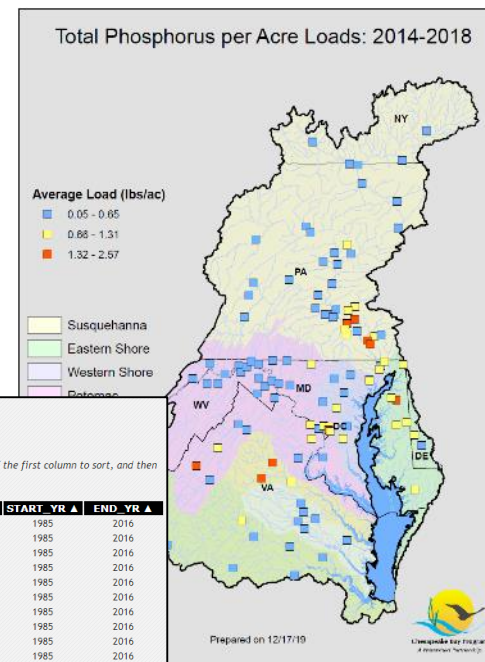 Total Phosphorus per Acre Loads: 2014-2018
NY
Average Load (lbs/ac)
0.05 - 0.65
0.66 - 1.31
1.32 - 2.57
PA
Susquehanna
Eastern Shore
Western Shore
Potomac
MD
WV
DC
DE
VA
the first column to sort, and then
START_YR ▲ END_YR ▲
1985 2016
1985 2016
1985 2016
1985 2016
1985 2016
1985 2016
1985 2016
1985 2016
1985 2016
1985 2016
Prepared on 12/17/19
Chesapeake Bay Program
A Watershed Partnership